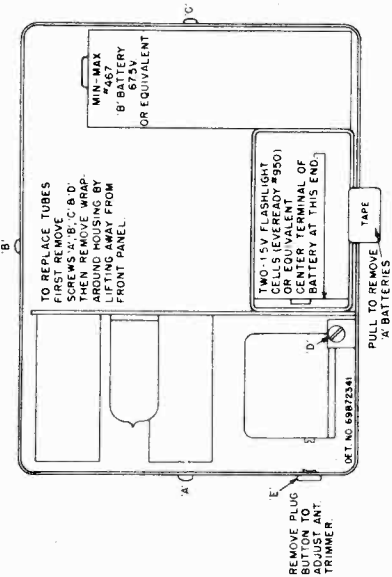 'C'
MIN-MAX
#467
'B' BATTERY
67.5V.
OR EQUIVALENT
'B'
TO REPLACE TUBES
FIRST REMOVE
SCREWS 'A', 'B', 'C' & 'D'
THEN REMOVE WRAP-
AROUND HOUSING BY
LIFTING AWAY FROM
FRONT PANEL.
TWO-1.5V FLASHLIGHT
CELLS (EVEREADY #950)
OR EQUIVALENT
CENTER TERMINAL OF
BATTERY AT THIS END.
TAPE
PULL TO REMOVE
'A' BATTERIES
'D'
DET. NO. 69B72341
'A'
'E'
REMOVE PLUG
BUTTON TO
ADJUST ANT.
TRIMMER.